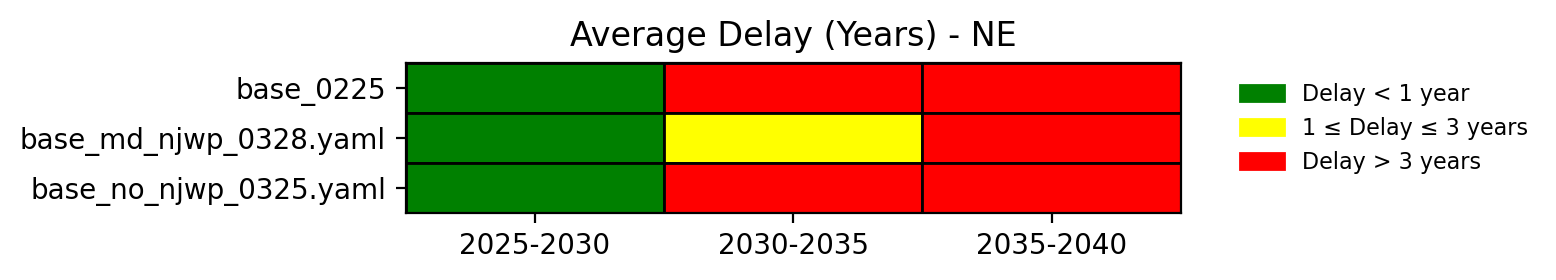 Average Delay (Years) - NE
base_0225
base_md_njwp_0328.yaml
base_no_njwp_0325.yaml
2025-2030
2030-2035
2035-2040
Delay < 1 year
1 ≤ Delay ≤ 3 years
Delay > 3 years